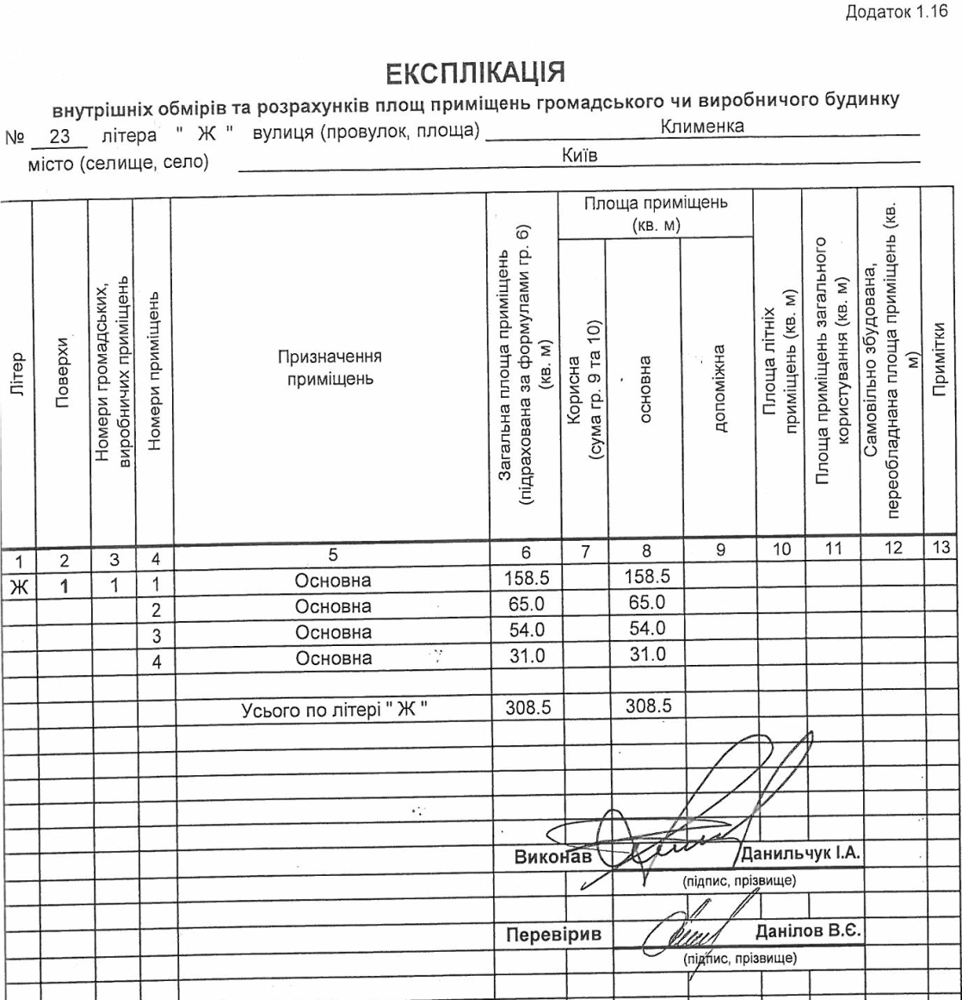 Додаток 1.16
ЕКСПЛІКАЦІЯ
внутрішніх обмірів та розрахунків площ приміщень громадського чи виробничого будинку
№ 23 літера " Ж " вулиця (провулок, площа) Клименка
місто (селище, село) Київ
Літер
Поверхи
Номери громадських,
виробничих приміщень
Номери приміщень
Призначення
приміщень
Загальна площа приміщень
(підрахована за формулами гр. 6)
(кв. м)
Площа приміщень
(кв. м)
Корисна
(сума гр. 9 та 10)
основна
допоміжна
Площа літніх
приміщень (кв. м)
Площа приміщень загального
користування (кв. м)
Самовільно збудована,
переобладнана площа приміщень (кв.
м)
Примітки
1 2 3 4 5 6 7 8 9 10 11 12 13
Ж 1 1 1 Основна 158.5 158.5
2 Основна 65.0 65.0
3 Основна 54.0 54.0
4 Основна 31.0 31.0
Усього по літері " Ж " 308.5 308.5
Виконав Данильчук І.А.
(підпис, прізвище)
Перевірив Данілов В.Є.
(підпис, прізвище)